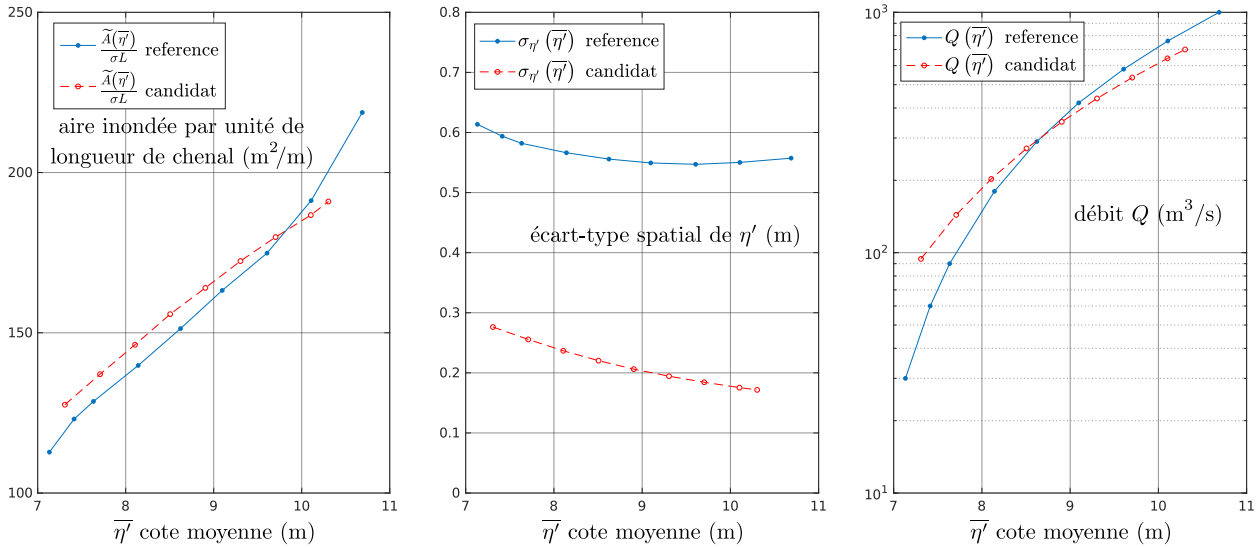 250
200
150
100
7 8 9 10 11
Ã(η̅′)/σL reference
Ã(η̅′)/σL candidat
aire inondée par unité de
longueur de chenal (m²/m)
η̅′ cote moyenne (m)
0.8
0.7
0.6
0.5
0.4
0.3
0.2
0.1
0
7 8 9 10 11
σ_η′ (η̅′) reference
σ_η′ (η̅′) candidat
écart-type spatial de η′ (m)
η̅′ cote moyenne (m)
10³
10²
10¹
7 8 9 10 11
Q (η̅′) reference
Q (η̅′) candidat
débit Q (m³/s)
η̅′ cote moyenne (m)